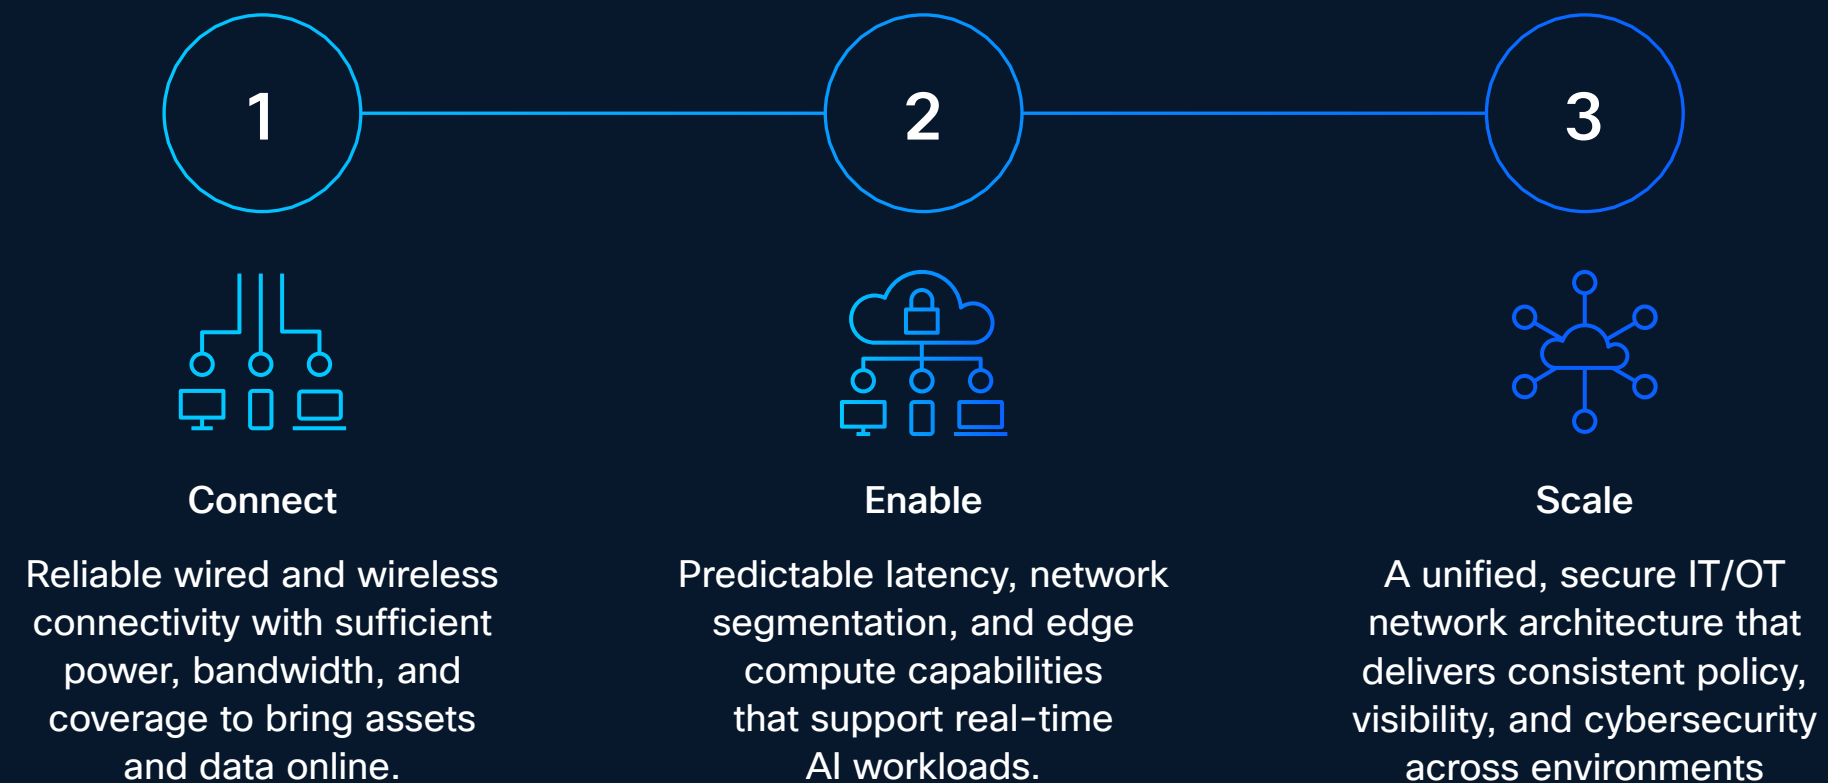 1
2
3
Connect
Reliable wired and wireless
connectivity with sufficient
power, bandwidth, and
coverage to bring assets
and data online.
Enable
Predictable latency, network
segmentation, and edge
compute capabilities
that support real-time
AI workloads.
Scale
A unified, secure IT/OT
network architecture that
delivers consistent policy,
visibility, and cybersecurity
across environments